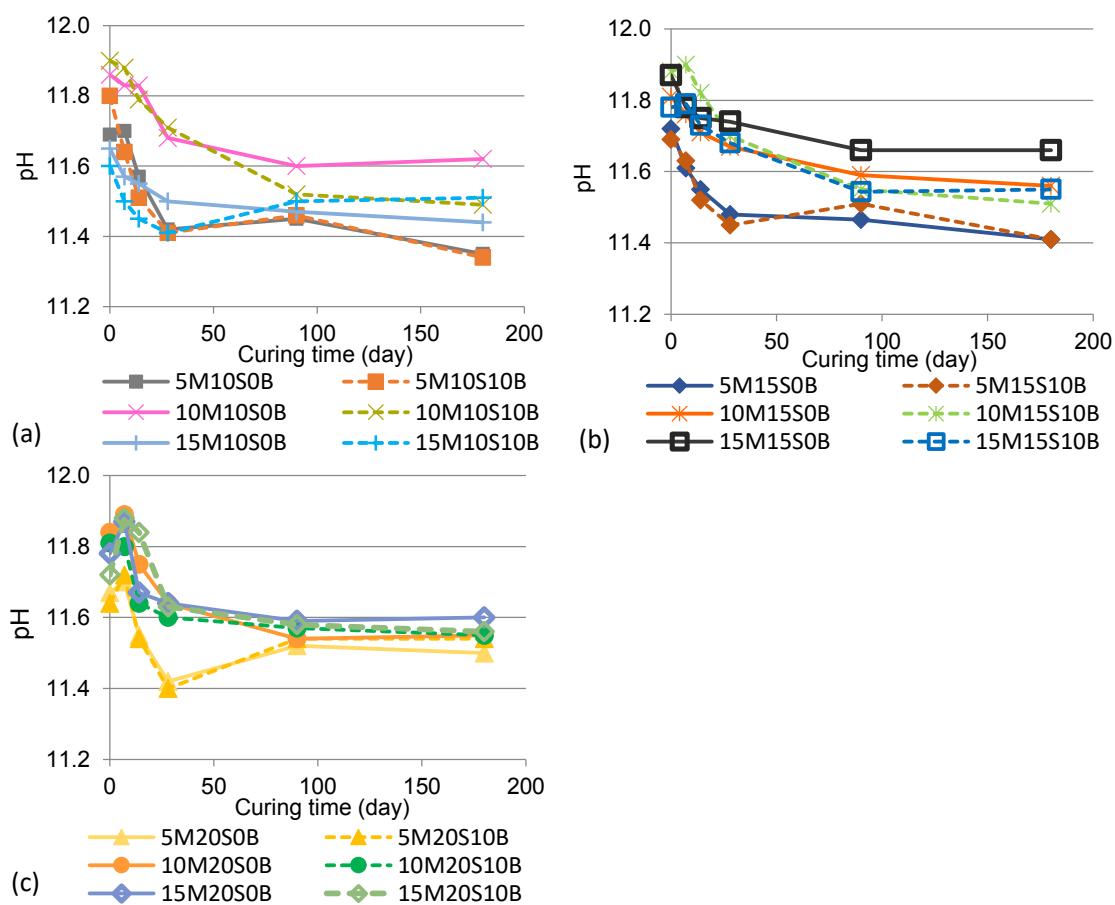 12.0
11.8
11.6
11.4
11.2
pH
0 50 100 150 200
Curing time (day)
5M10S0B 5M10S10B
10M10S0B 10M10S10B
15M10S0B 15M10S10B
(a)
12.0
11.8
11.6
11.4
11.2
pH
0 50 100 150 200
Curing time (day)
5M15S0B 5M15S10B
10M15S0B 10M15S10B
15M15S0B 15M15S10B
(b)
12.0
11.8
11.6
11.4
11.2
pH
0 50 100 150 200
Curing time (day)
5M20S0B 5M20S10B
10M20S0B 10M20S10B
15M20S0B 15M20S10B
(c)